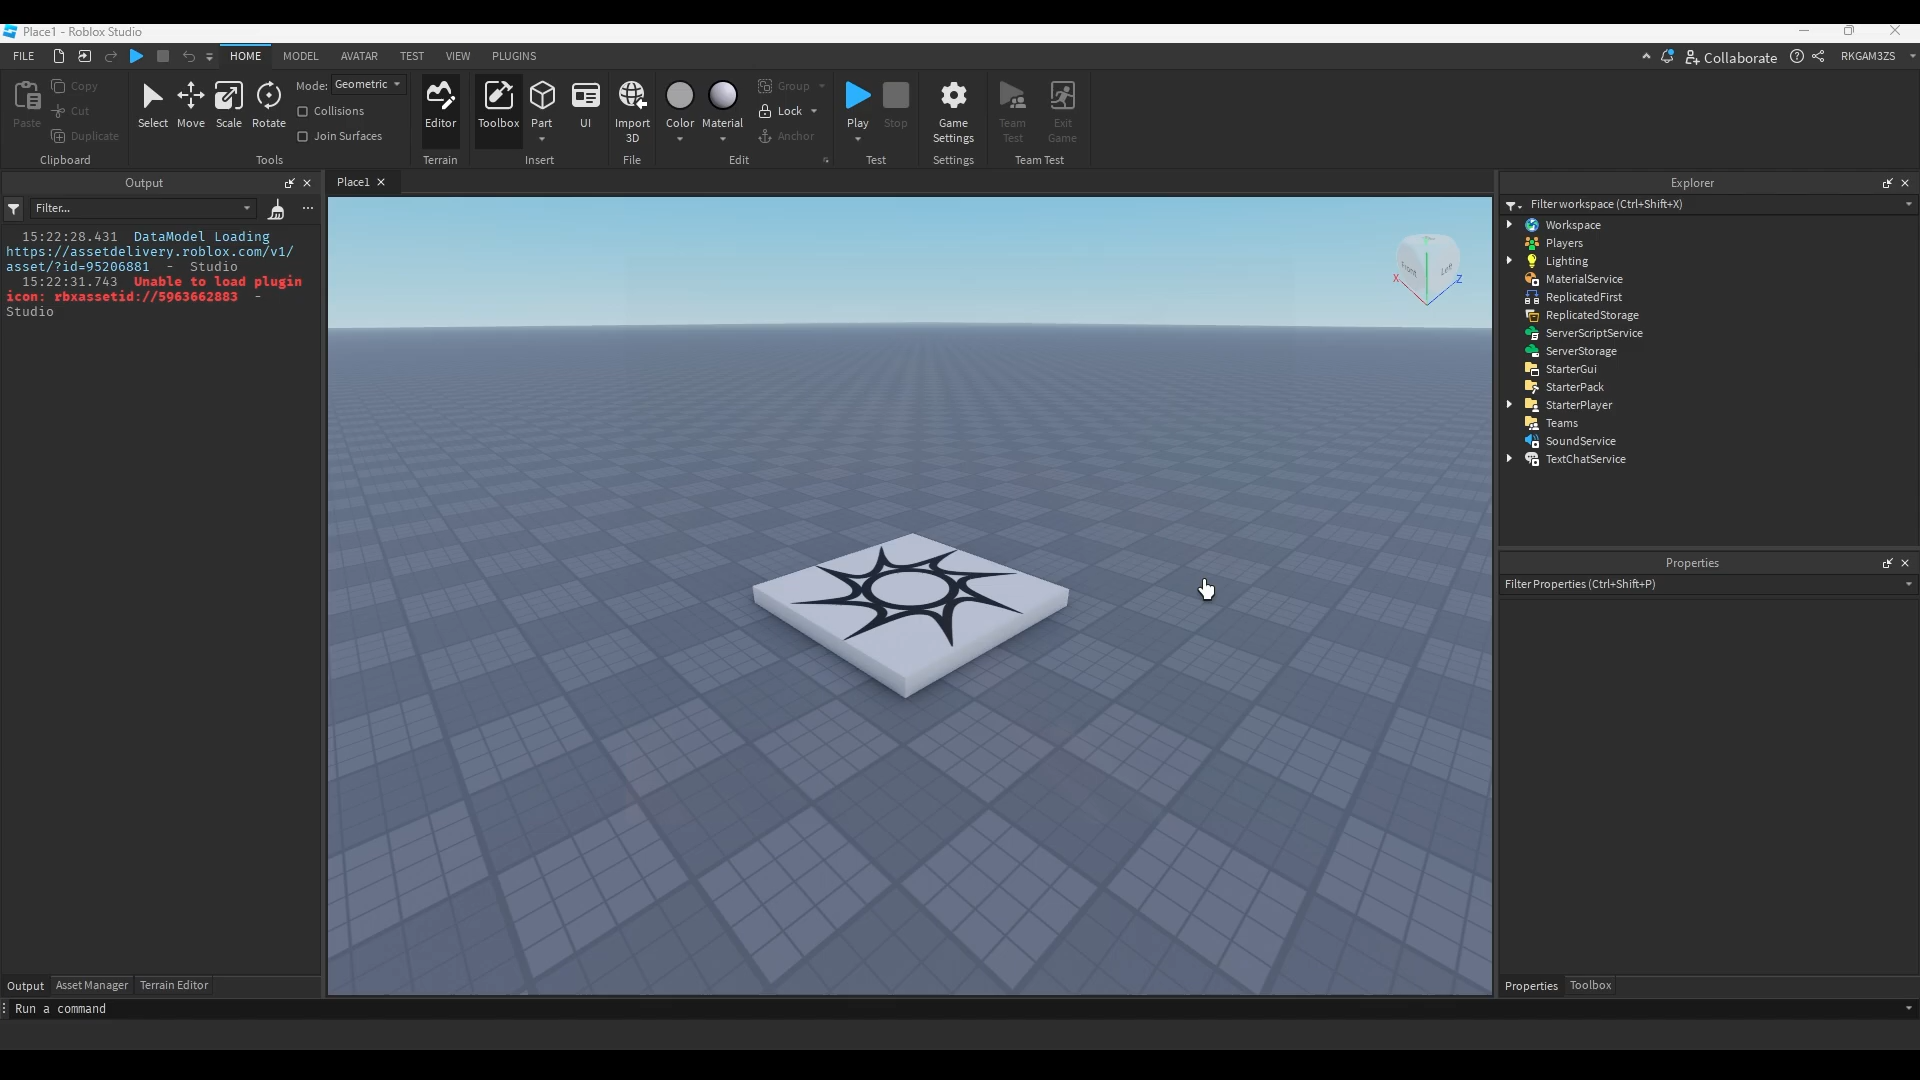 Place1 - Roblox Studio
FILE HOME MODEL AVATAR TEST VIEW PLUGINS Collaborate RKGAM3ZS
Paste
Copy
Cut
Duplicate
Clipboard
Select Move Scale Rotate
Mode: Geometric
Collisions
Join Surfaces
Tools
Editor
Terrain
Toolbox Part UI
Insert
Import
3D
File
Color Material
Group
Lock
Anchor
Edit
Play Stop
Test
Game
Settings
Settings
Team
Test
Exit
Game
Team Test
Output
Filter...
15:22:28.431 DataModel Loading
https://assetdelivery.roblox.com/v1/
asset/?id=95206881 - Studio
15:22:31.743 Unable to load plugin
icon: rbxassetid://5963662883 -
Studio
Output Asset Manager Terrain Editor
Place1
Front Left
X Z
Explorer
Filter workspace (Ctrl+Shift+X)
Workspace
Players
Lighting
MaterialService
ReplicatedFirst
ReplicatedStorage
ServerScriptService
ServerStorage
StarterGui
StarterPack
StarterPlayer
Teams
SoundService
TextChatService
Properties
Filter Properties (Ctrl+Shift+P)
Properties Toolbox
Run a command